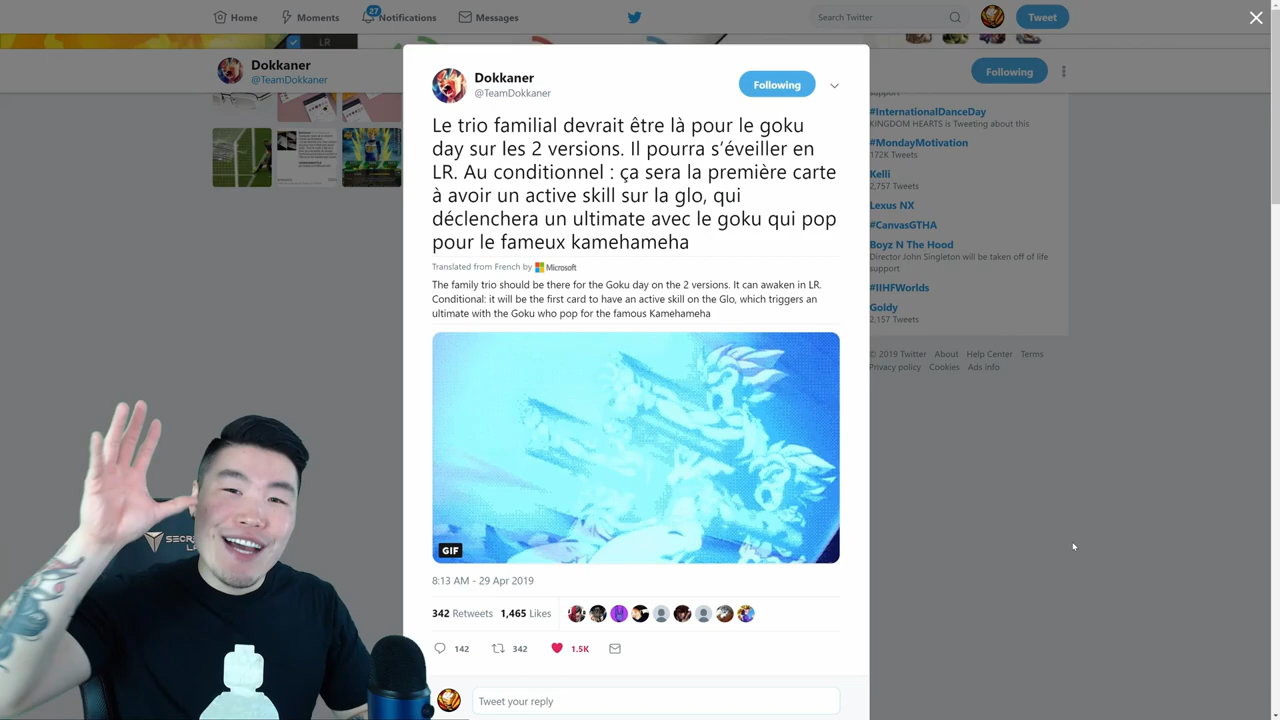 Home
Moments
27
Notifications
Messages
Search Twitter
Tweet
LR
Dokkaner
@TeamDokkaner
Following
Dokkaner
@TeamDokkaner
Following
Le trio familial devrait être là pour le goku
day sur les 2 versions. Il pourra s’éveiller en
LR. Au conditionnel : ça sera la première carte
à avoir un active skill sur la glo, qui
déclenchera un ultimate avec le goku qui pop
pour le fameux kamehameha
Translated from French by Microsoft
The family trio should be there for the Goku day on the 2 versions. It can awaken in LR.
Conditional: it will be the first card to have an active skill on the Glo, which triggers an
ultimate with the Goku who pop for the famous Kamehameha
GIF
8:13 AM - 29 Apr 2019
342 Retweets 1,465 Likes
142 342 1.5K
Tweet your reply
support
#InternationalDanceDay
KINGDOM HEARTS is Tweeting about this
#MondayMotivation
172K Tweets
Kelli
2,757 Tweets
Lexus NX
#CanvasGTHA
Boyz N The Hood
Director John Singleton will be taken off of life
support
#IIHFWorlds
Goldy
2,157 Tweets
© 2019 Twitter About Help Center Terms
Privacy policy Cookies Ads info